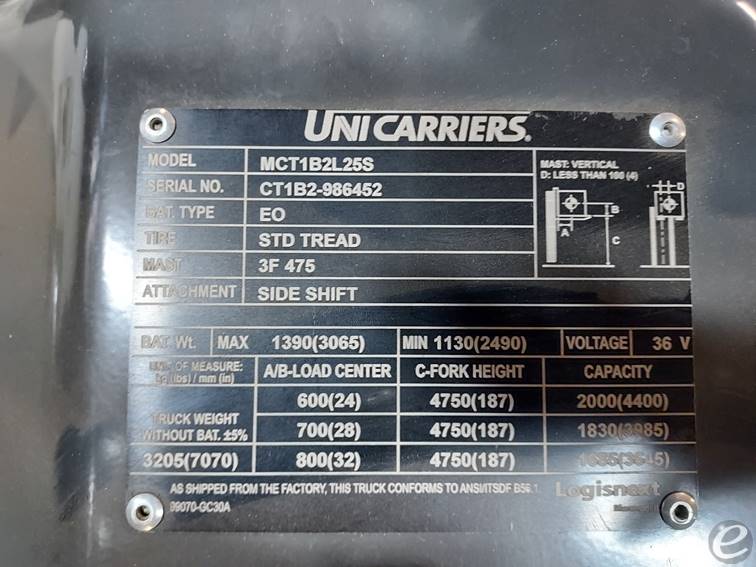 UNICARRIERS®
MODEL MCT1B2L25S
SERIAL NO. CT1B2-986452
BAT. TYPE EO
TIRE STD TREAD
MAST 3F 475
ATTACHMENT SIDE SHIFT
MAST: VERTICAL
D: LESS THAN 100 (4)
D
B
A
C
BAT. Wt. MAX 1390(3065) MIN 1130(2490) VOLTAGE 36 V
UNIT OF MEASURE:
kg (lbs) / mm (in)
A/B-LOAD CENTER C-FORK HEIGHT CAPACITY
600(24) 4750(187) 2000(4400)
TRUCK WEIGHT
WITHOUT BAT. ±5%
700(28) 4750(187) 1830(3985)
3205(7070) 800(32) 4750(187)
AS SHIPPED FROM THE FACTORY, THIS TRUCK CONFORMS TO ANSI/ITSDF B56.1
99070-GC30A
Logisnext
e